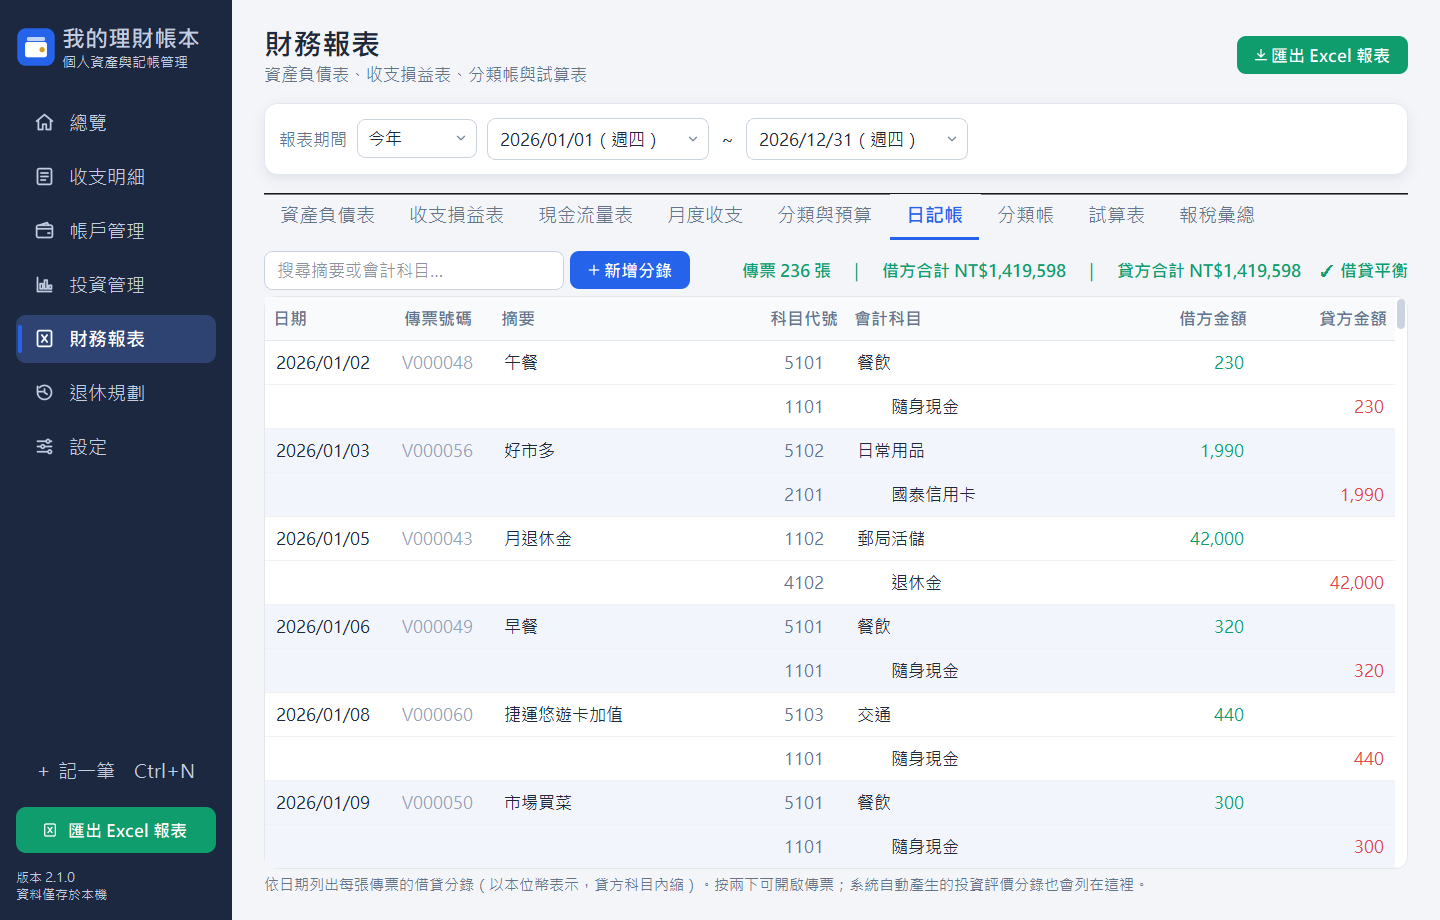 我的理財帳本
個人資產與記帳管理
總覽
收支明細
帳戶管理
投資管理
財務報表
退休規劃
設定
+ 記一筆 Ctrl+N
匯出 Excel 報表
版本 2.1.0
資料僅存於本機
財務報表
資產負債表、收支損益表、分類帳與試算表
匯出 Excel 報表
報表期間 今年 2026/01/01 ( 週四 ) ~ 2026/12/31 ( 週四 )
資產負債表 收支損益表 現金流量表 月度收支 分類與預算 日記帳 分類帳 試算表 報稅彙總
搜尋摘要或會計科目... + 新增分錄 傳票 236 張 | 借方合計 NT$1,419,598 | 貸方合計 NT$1,419,598 ✓ 借貸平衡
日期 傳票號碼 摘要 科目代號 會計科目 借方金額 貸方金額
2026/01/02 V000048 午餐 5101 餐飲 230
1101 隨身現金 230
2026/01/03 V000056 好市多 5102 日常用品 1,990
2101 國泰信用卡 1,990
2026/01/05 V000043 月退休金 1102 郵局活儲 42,000
4102 退休金 42,000
2026/01/06 V000049 早餐 5101 餐飲 320
1101 隨身現金 320
2026/01/08 V000060 捷運悠遊卡加值 5103 交通 440
1101 隨身現金 440
2026/01/09 V000050 市場買菜 5101 餐飲 300
1101 隨身現金 300
依日期列出每張傳票的借貸分錄（以本位幣表示，貸方科目內縮）。按兩下可開啟傳票；系統自動產生的投資評價分錄也會列在這裡。